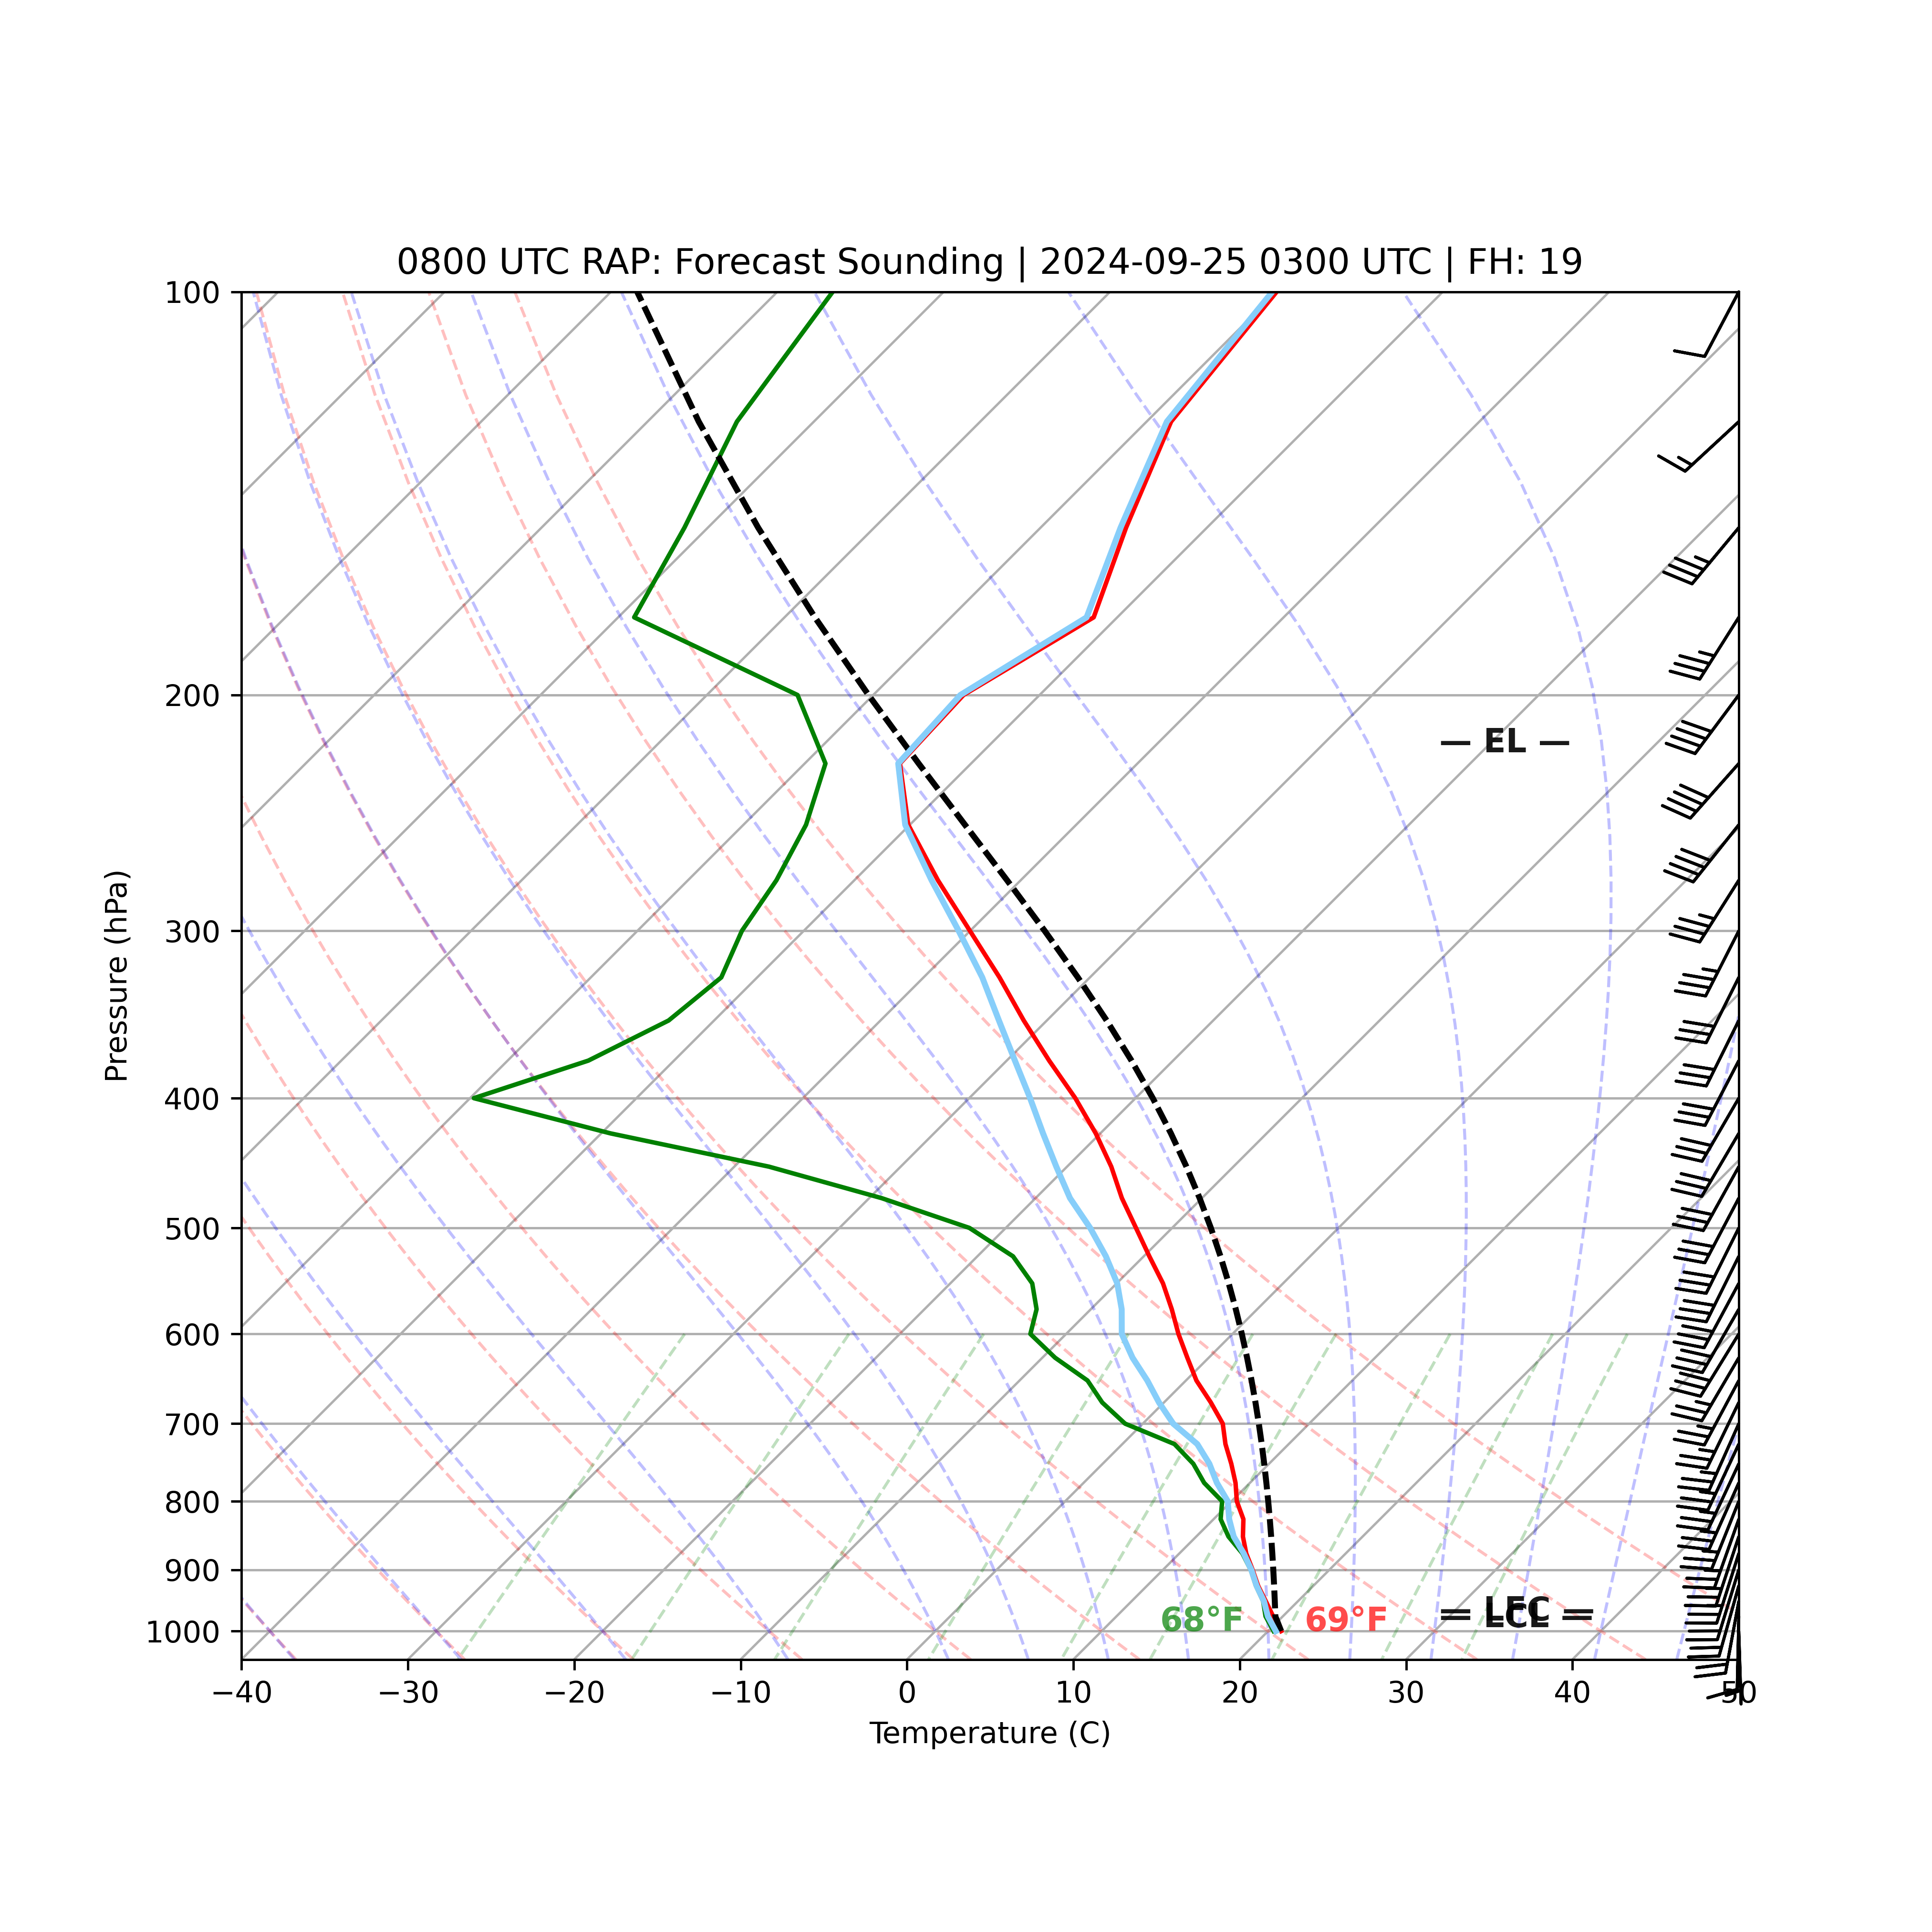 0800 UTC RAP: Forecast Sounding | 2024-09-25 0300 UTC | FH: 19
100
200
— EL —
Pressure (hPa)
300
400
500
600
700
800
900
68°F 69°F
1000
−40 −30 −20 −10 0 10 20 30 40 50
Temperature (C)